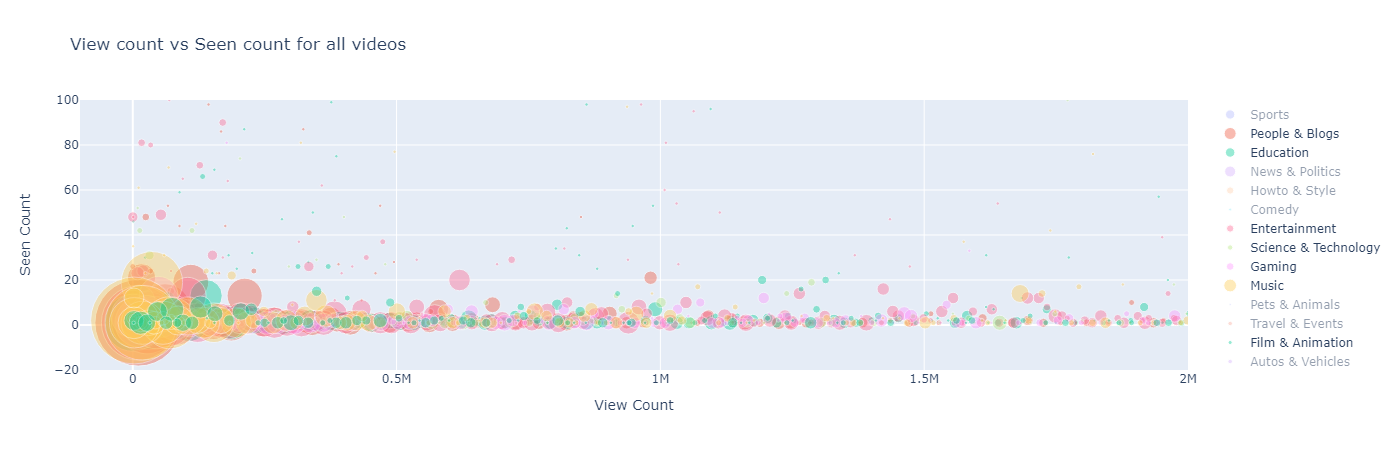 View count vs Seen count for all videos
100
80
60
40
20
0
−20
Seen Count
0
0.5M
1M
1.5M
2M
View Count
Sports
People & Blogs
Education
News & Politics
Howto & Style
Comedy
Entertainment
Science & Technology
Gaming
Music
Pets & Animals
Travel & Events
Film & Animation
Autos & Vehicles